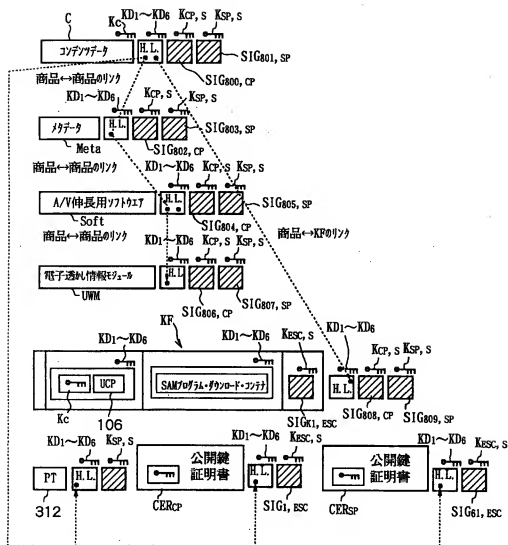 C
Kc KD1~KD6 KCP, S KSP, S
コンテンツデータ H.L. SIG801, SP
SIG800, CP
商品↔商品のリンク
KD1~KD6 KCP, S KSP, S
メタデータ H.L. SIG803, SP
Meta SIG802, CP
商品↔商品のリンク KD1~KD6 KCP, S KSP, S
A/V伸長用ソフトウエア H.L. SIG805, SP
Soft SIG804, CP
商品↔商品のリンク KD1~KD6 KCP, S KSP, S 商品↔KFのリンク
電子透かし情報モジュール H.L.
UWM SIG806, CP SIG807, SP
KF
KD1~KD6 KD1~KD6 KESC, S KD1~KD6 KCP, S KSP, S
UCP SAMプログラム・ダウンロード・コンテナ H.L.
Kc 106 SIGK1, ESC SIG808, CP SIG809, SP
KD1~KD6 KSP, S KD1~KD6 KESC, S KD1~KD6 KESC, S
PT H.L. 公開鍵 H.L. 公開鍵 H.L.
証明書 証明書
312 CERCP SIG1, ESC CERSP SIG61, ESC